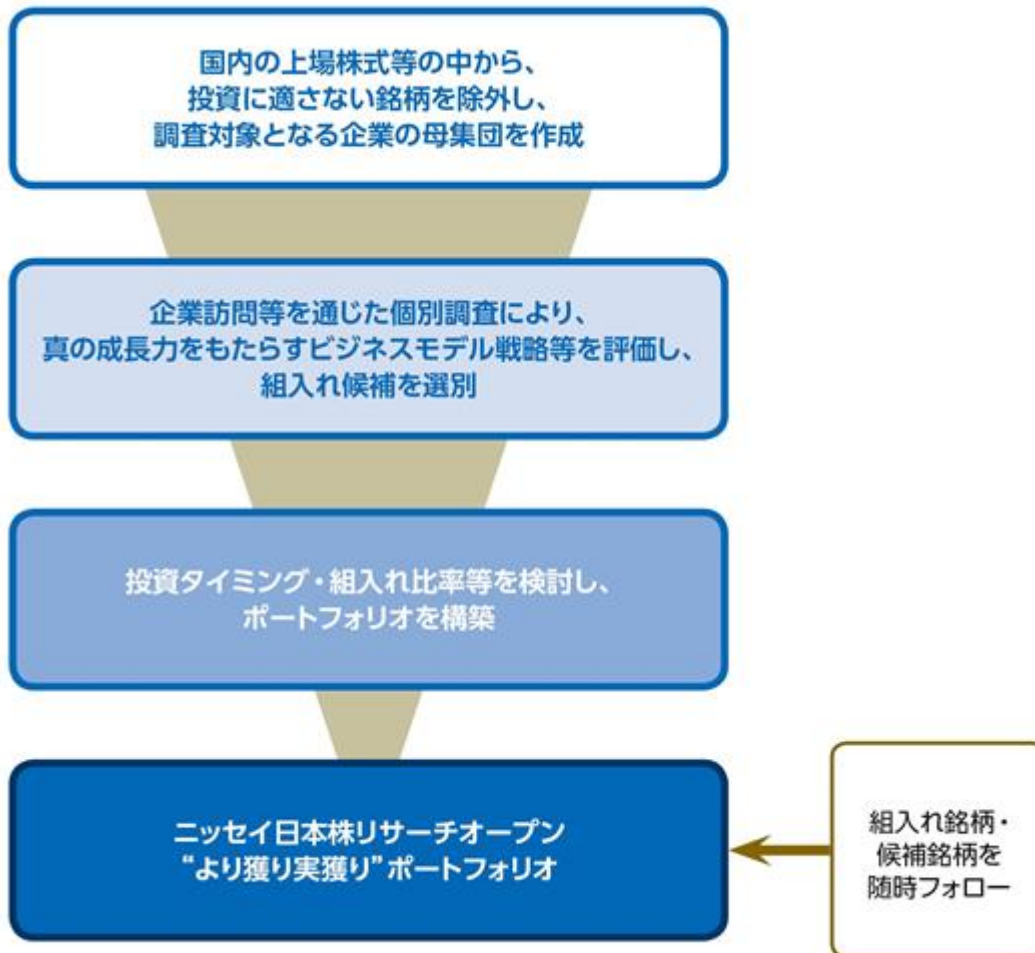 国内の上場株式等の中から、
投資に適さない銘柄を除外し、
調査対象となる企業の母集団を作成
企業訪問等を通じた個別調査により、
真の成長力をもたらすビジネスモデル戦略等を評価し、
組入れ候補を選別
投資タイミング・組入れ比率等を検討し、
ポートフォリオを構築
ニッセイ日本株リサーチオープン
“より獲り実獲り”ポートフォリオ
組入れ銘柄・
候補銘柄を
随時フォロー